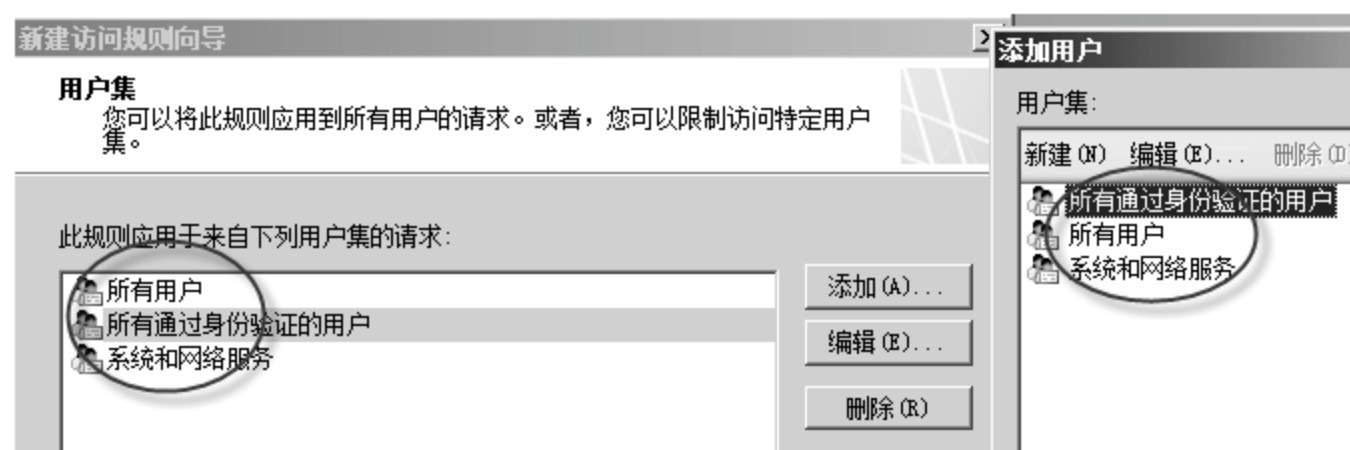 新建访问规则向导
用户集
您可以将此规则应用到所有用户的请求。或者，您可以限制访问特定用户
集。
此规则应用于来自下列用户集的请求：
所有用户
所有通过身份验证的用户
系统和网络服务
添加(A)...
编辑(E)...
删除(R)
添加用户
用户集：
新建(N) 编辑(E)... 删除(D)
所有通过身份验证的用户
所有用户
系统和网络服务